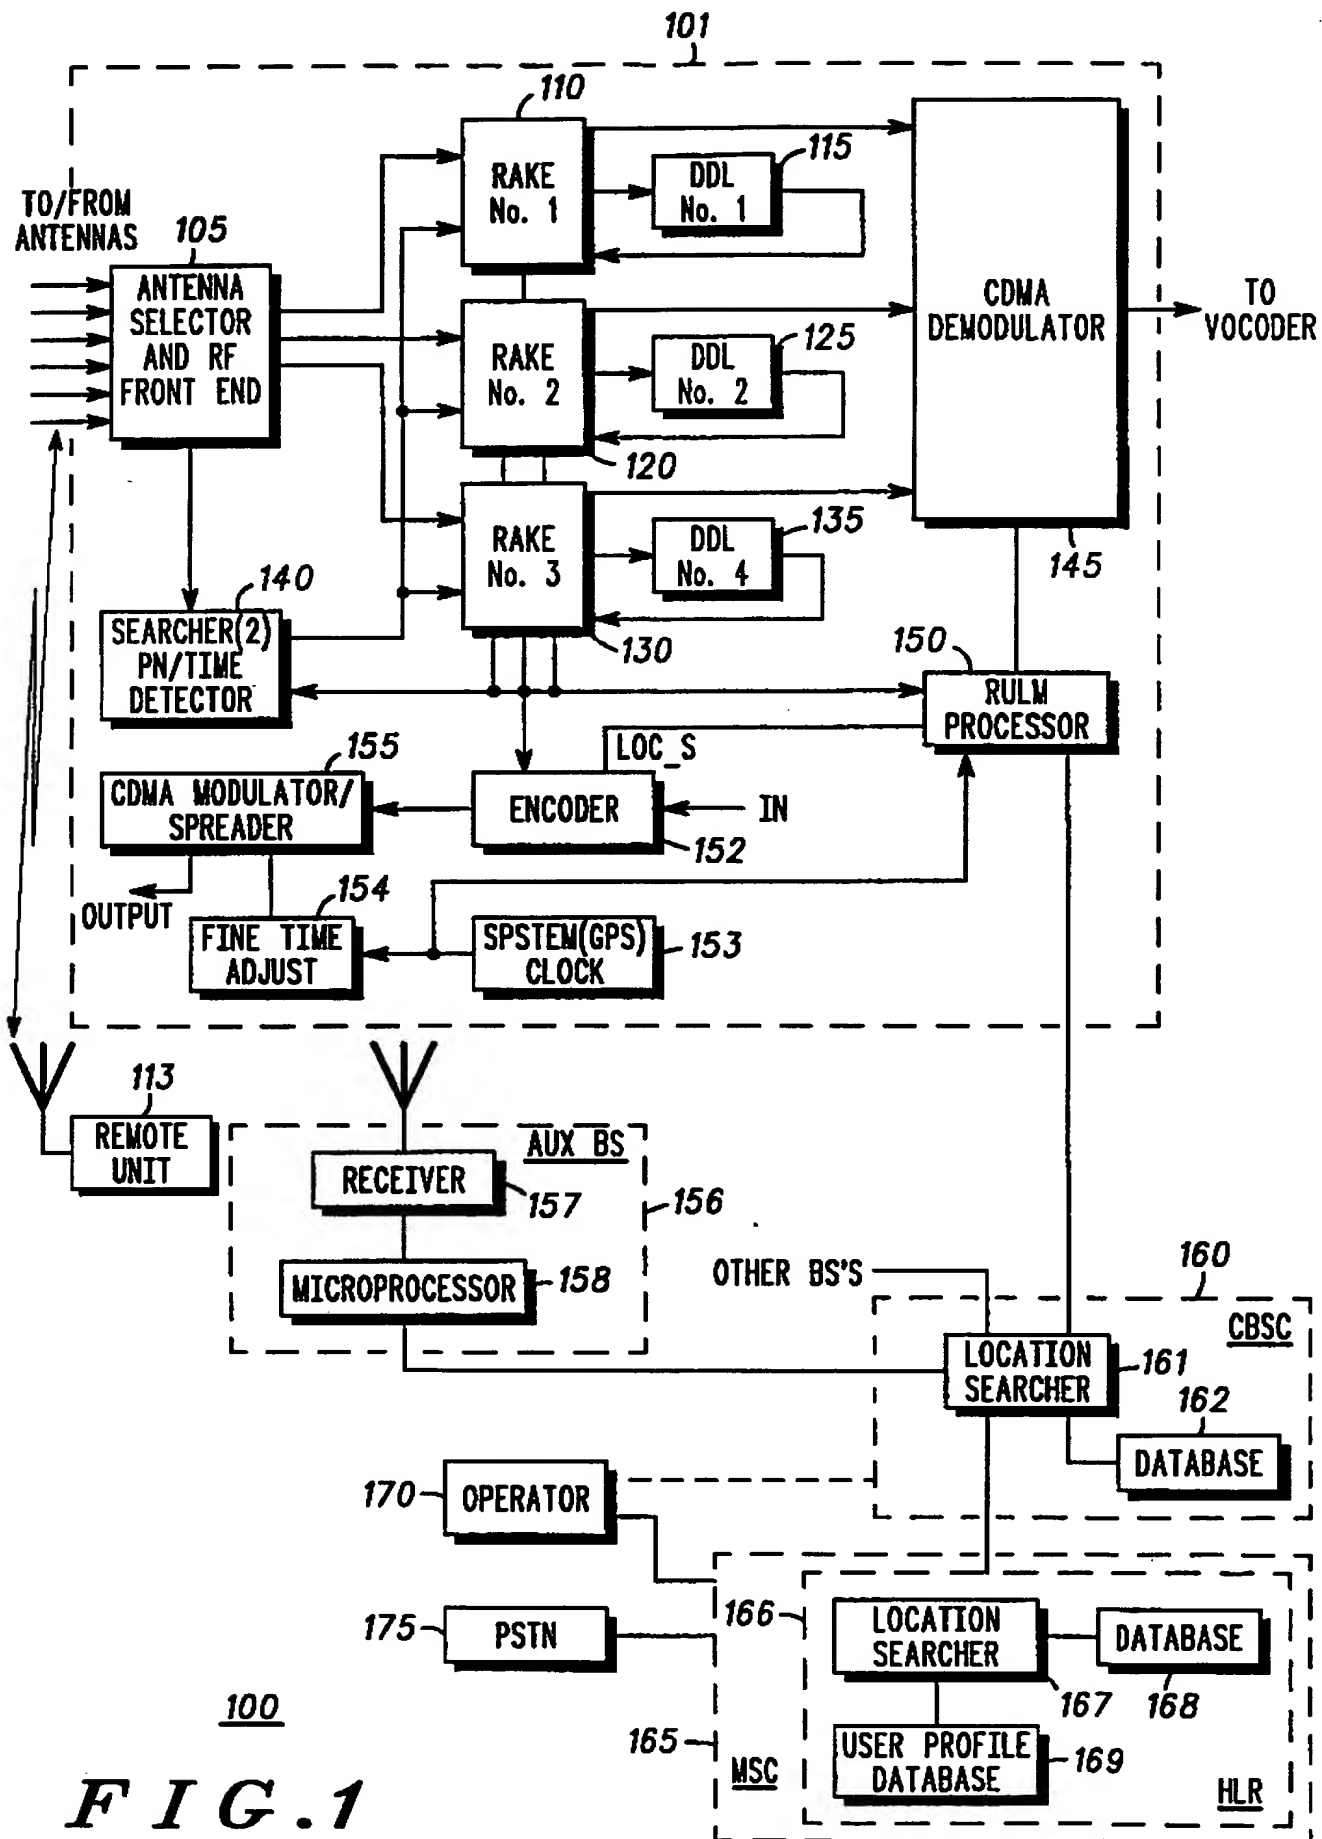 101
110
RAKE
No. 1
DDL
No. 1
115
TO/FROM
ANTENNAS
105
ANTENNA
SELECTOR
AND RF
FRONT END
CDMA
DEMODULATOR
TO
VOCODER
RAKE
No. 2
DDL
No. 2
125
120
RAKE
No. 3
DDL
No. 4
135
145
130
140
SEARCHER(2)
PN/TIME
DETECTOR
150
RULM
PROCESSOR
LOC_S
155
CDMA MODULATOR/
SPREADER
ENCODER
IN
152
OUTPUT
154
FINE TIME
ADJUST
SPSTEM(GPS)
CLOCK
153
113
REMOTE
UNIT
AUX BS
RECEIVER
157
156
MICROPROCESSOR
158
OTHER BS'S
160
CBSC
LOCATION
SEARCHER
161
162
DATABASE
170
OPERATOR
175
PSTN
166
LOCATION
SEARCHER
167
DATABASE
168
165
MSC
USER PROFILE
DATABASE
169
HLR
100
FIG.1